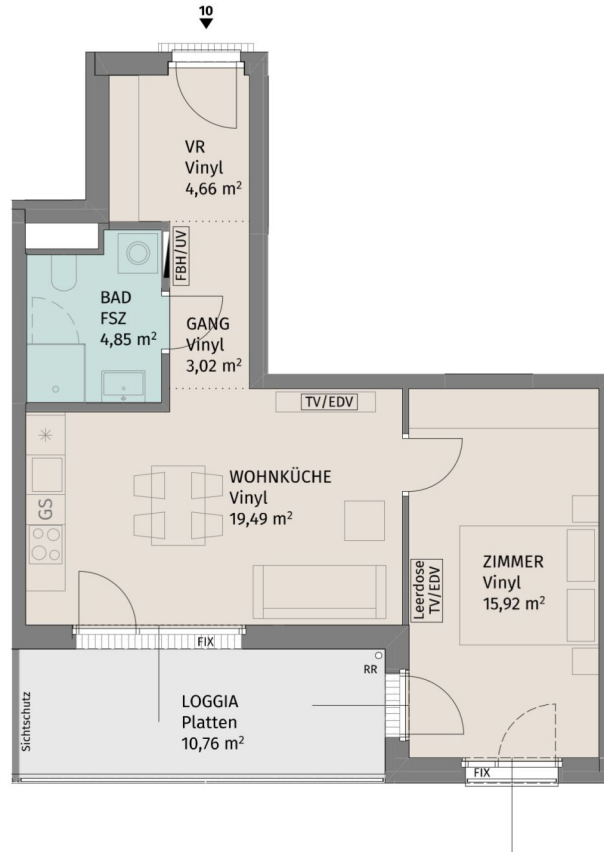 10
VR
Vinyl
4,66 m²
FBH/UV
BAD
FSZ
4,85 m²
GANG
Vinyl
3,02 m²
TV/EDV
GS
WOHNKÜCHE
Vinyl
19,49 m²
Leerdose
TV/EDV
ZIMMER
Vinyl
15,92 m²
FIX
RR
Sichtschutz
LOGGIA
Platten
10,76 m²
FIX